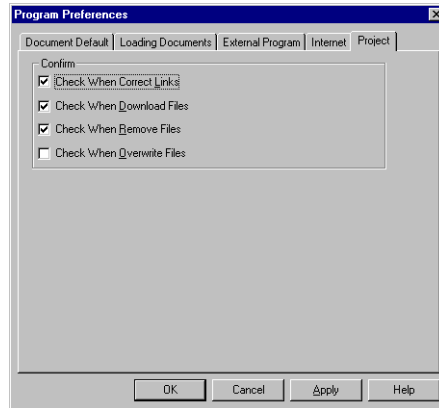 Program Preferences
Document Default Loading Documents External Program Internet Project
Confirm
Check When Correct Links
Check When Download Files
Check When Remove Files
Check When Overwrite Files
OK Cancel Apply Help